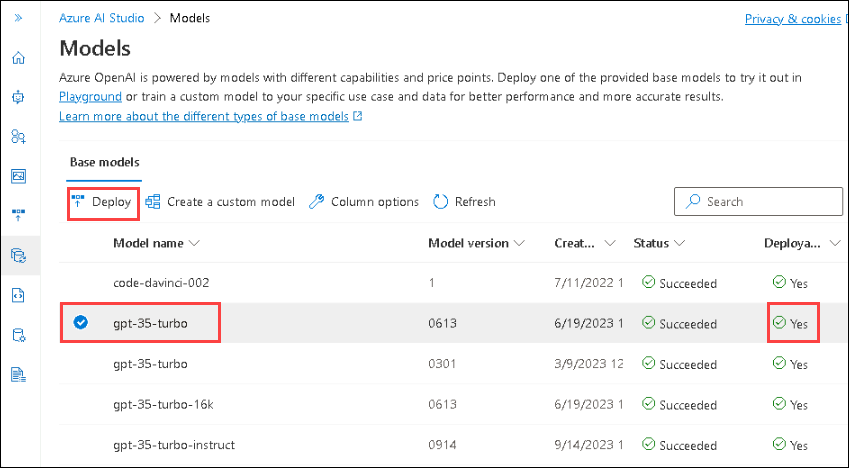 Azure AI Studio > Models
Privacy & cookies
Models
Azure OpenAI is powered by models with different capabilities and price points. Deploy one of the provided base models to try it out in
Playground or train a custom model to your specific use case and data for better performance and more accurate results.
Learn more about the different types of base models
Base models
Deploy Create a custom model Column options Refresh Search
Model name Model version Creat... Status Deploya...
code-davinci-002 1 7/11/2022 1 Succeeded Yes
gpt-35-turbo 0613 6/19/2023 1 Succeeded Yes
gpt-35-turbo 0301 3/9/2023 12 Succeeded Yes
gpt-35-turbo-16k 0613 6/19/2023 1 Succeeded Yes
gpt-35-turbo-instruct 0914 9/14/2023 1 Succeeded Yes